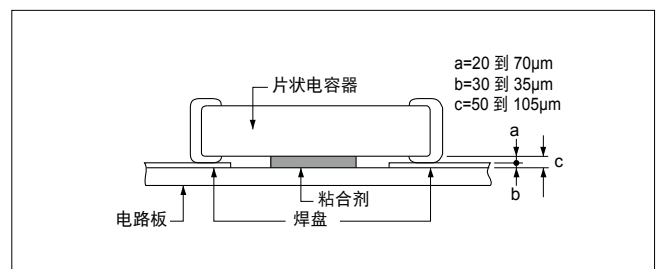 a=20 到 70μm
片状电容器
b=30 到 35μm
c=50 到 105μm
a
c
b
粘合剂
电路板
焊盘